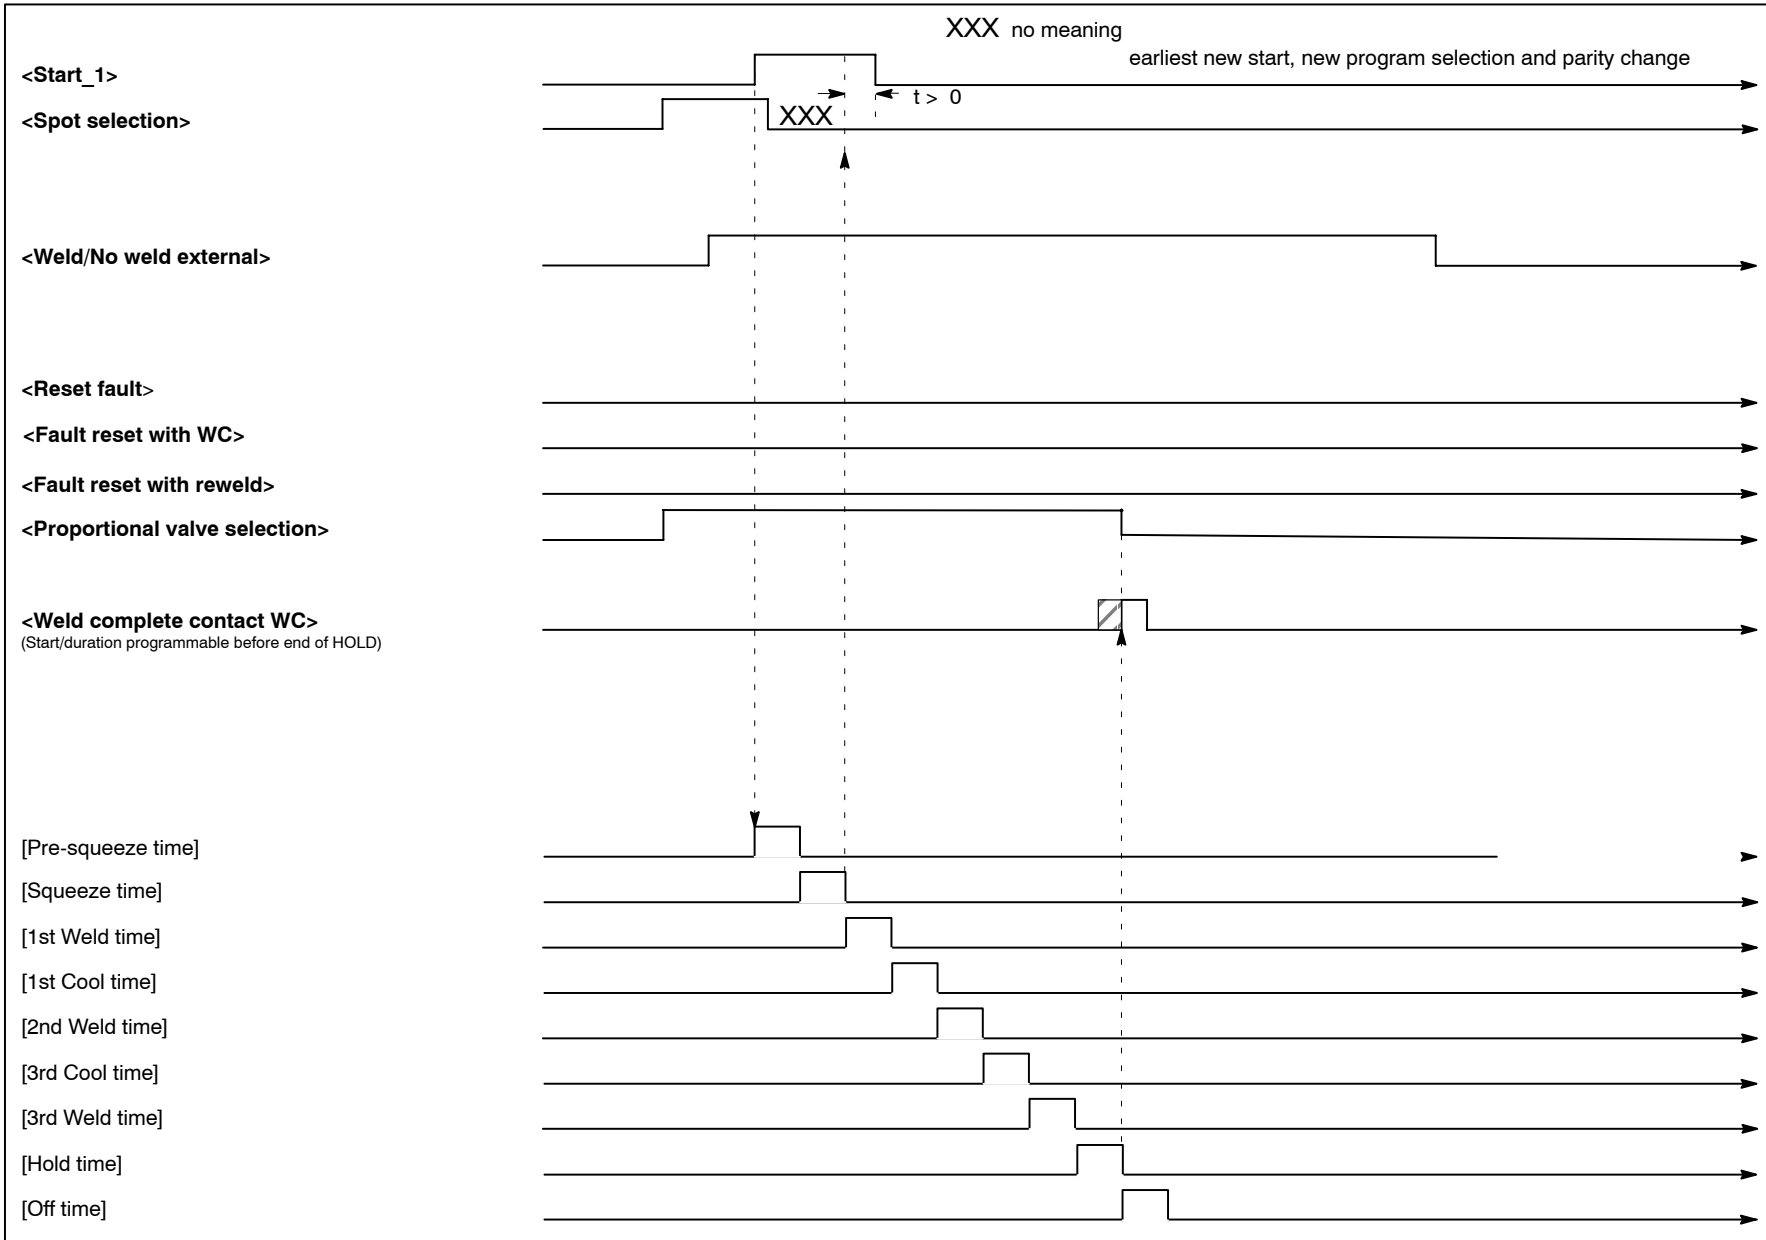 XXX no meaning
earliest new start, new program selection and parity change
<Start_1>
t > 0
<Spot selection>
XXX
<Weld/No weld external>
<Reset fault>
<Fault reset with WC>
<Fault reset with reweld>
<Proportional valve selection>
<Weld complete contact WC>
(Start/duration programmable before end of HOLD)
[Pre-squeeze time]
[Squeeze time]
[1st Weld time]
[1st Cool time]
[2nd Weld time]
[3rd Cool time]
[3rd Weld time]
[Hold time]
[Off time]